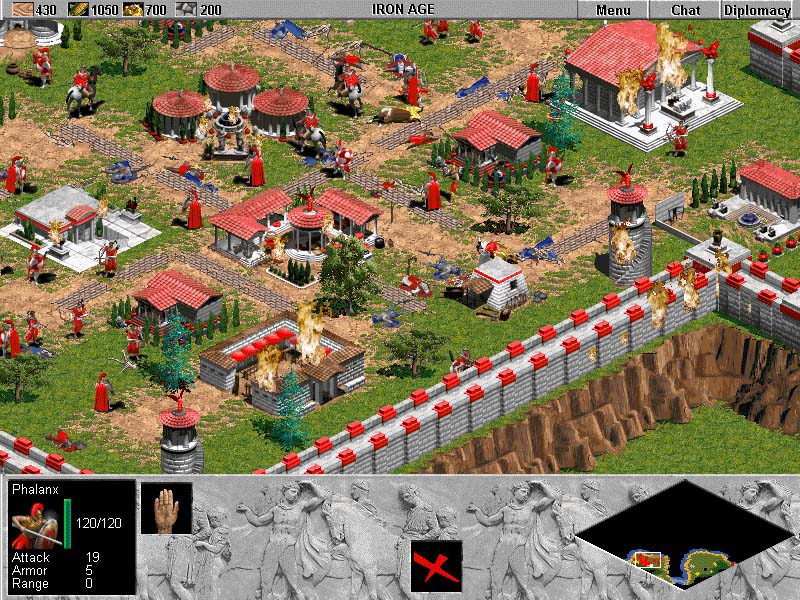 430 1050 700 200 IRON AGE Menu Chat Diplomacy
Phalanx
120/120
Attack 19
Armor 5
Range 0